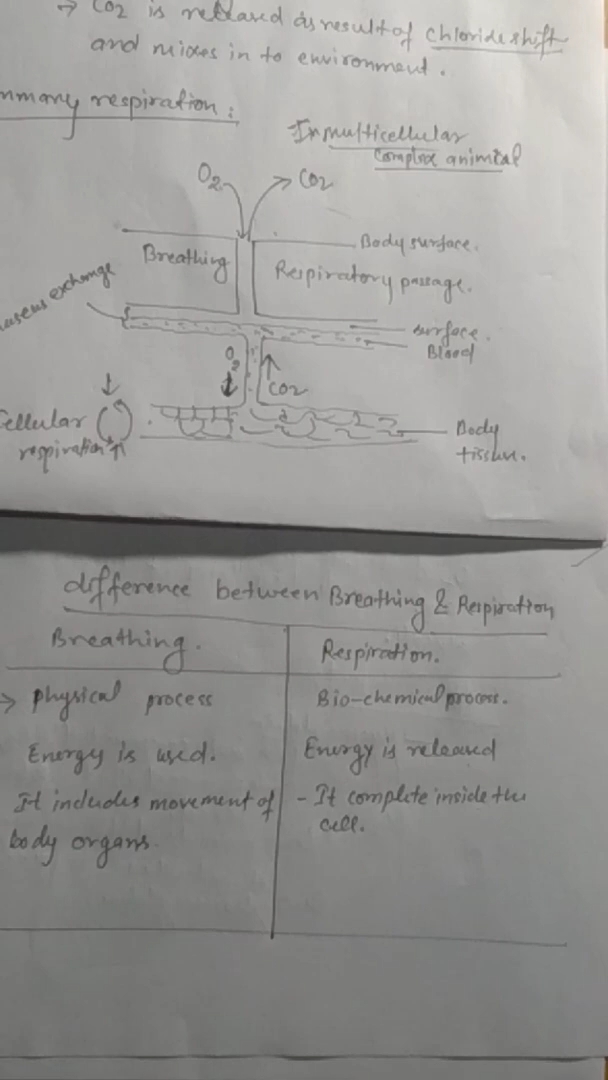 → CO2 is released as result of chloride shift
and mixes in to environment.
mmary respiration:
In multicellular
complex animal
O2 → CO2
Body surface.
Breathing
Respiratory passage.
aseus exchange
surface.
Blood
O2
CO2
Cellular
respiration
Body
tissue.
difference between Breathing & Respiration
Breathing.
Respiration.
→ Physical process
Bio-chemical process.
Energy is used.
Energy is released
It includes movement of
body organs.
- It complete inside the
cell.